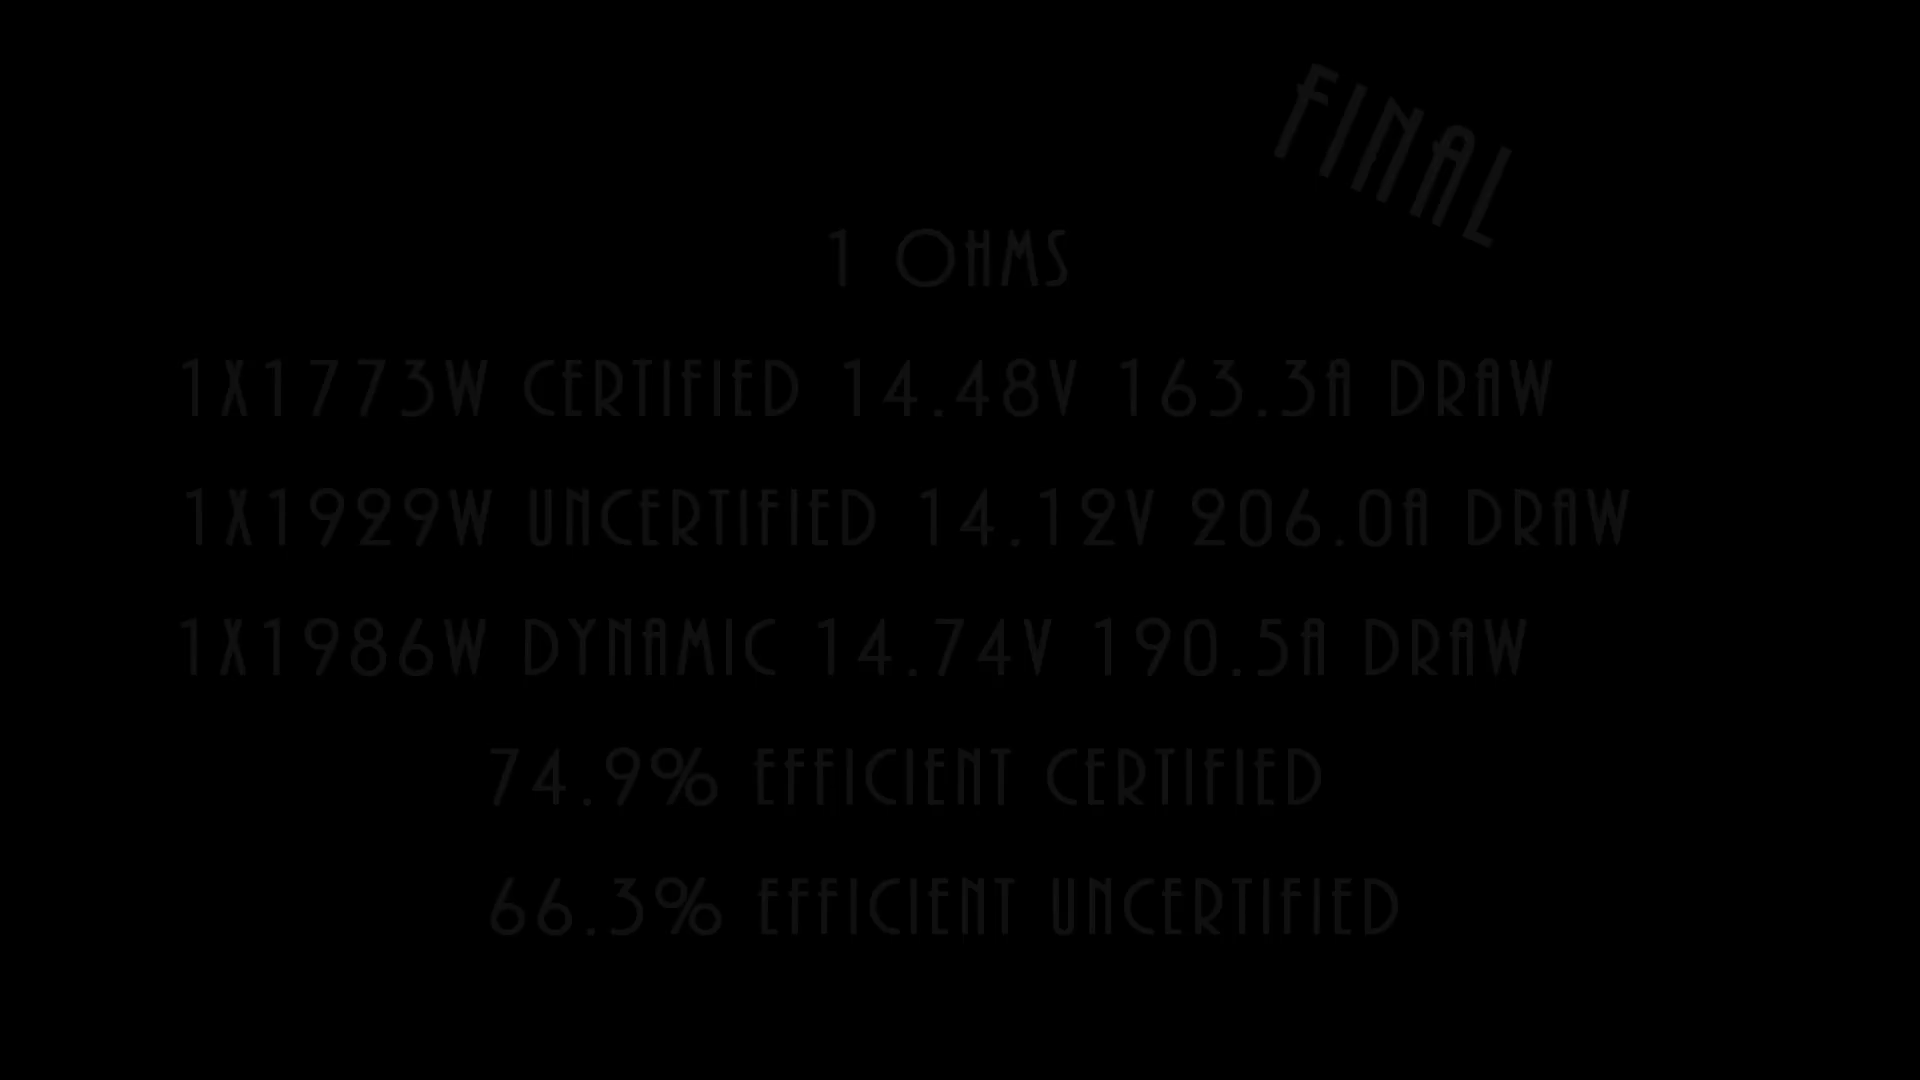 FINAL
1 OHMS
1X1773W CERTIFIED 14.48V 163.3A DRAW
1X1929W UNCERTIFIED 14.12V 206.0A DRAW
1X1986W DYNAMIC 14.74V 190.5A DRAW
74.9% EFFICIENT CERTIFIED
66.3% EFFICIENT UNCERTIFIED